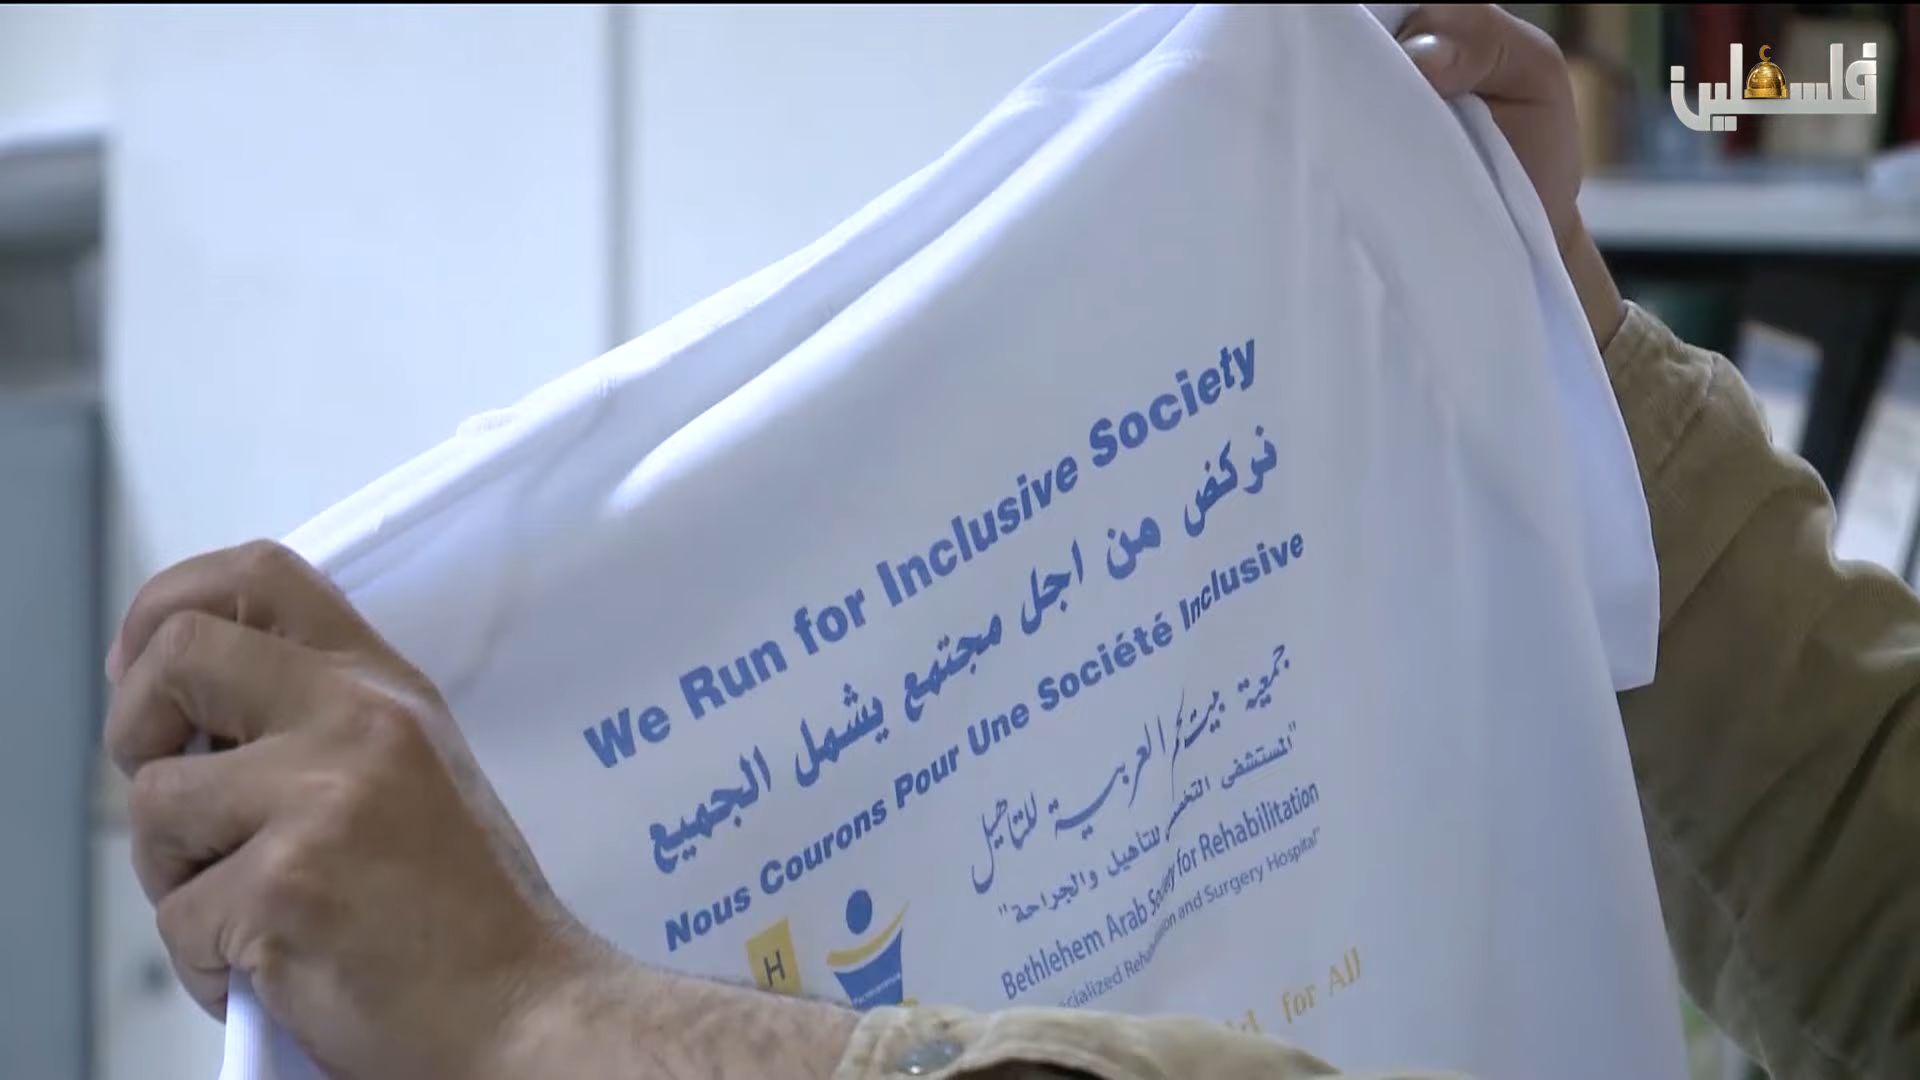 فلسطين
We Run for Inclusive Society
نركض من اجل مجتمع يشمل الجميع
Nous Courons Pour Une Société Inclusive
جمعية بيت لحم العربية للتأهيل
"المستشفى التخصصي للتأهيل والجراحة"
Bethlehem Arab Society for Rehabilitation
and Surgery Hospital"
H
for All